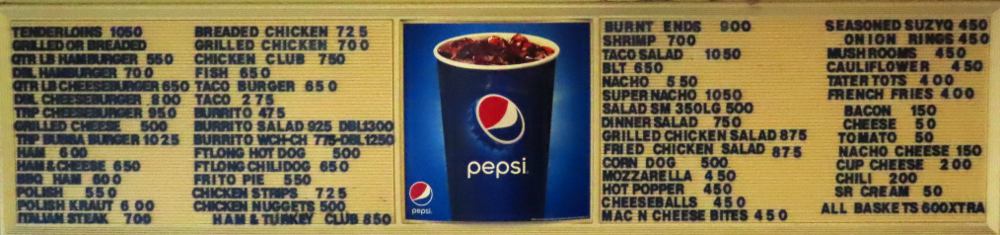 TENDERLOINS 1050
GRILLED OR BREADED
QTR LB HAMBURGER 550
DBL HAMBURGER 700
QTR LB CHEESEBURGER 650
DBL CHEESEBURGER 800
TRP CHEESEBURGER 950
GRILLED CHEESE 500
TRP BUBBA BURGER 1025
HAM 600
HAM & CHEESE 650
BBQ HAM 600
POLISH 550
POLISH KRAUT 600
ITALIAN STEAK 700
BREADED CHICKEN 725
GRILLED CHICKEN 700
CHICKEN CLUB 750
FISH 650
TACO BURGER 650
TACO 275
BURRITO 475
BURRITO SALAD 925 DBL1300
BURRITO WCH-CH 775-DBL1250
FTLONG HOT DOG 500
FTLONG CHILIDOG 650
FRITO PIE 550
CHICKEN STRIPS 725
CHICKEN NUGGETS 500
HAM & TURKEY CLUB 850
pepsi
pepsi
BURNT ENDS 900
SHRIMP 700
TACO SALAD 1050
BLT 650
NACHO 550
SUPER NACHO 1050
SALAD SM 350LG 500
DINNER SALAD 750
GRILLED CHICKEN SALAD 875
FRIED CHICKEN SALAD 875
CORN DOG 500
MOZZARELLA 450
HOT POPPER 450
CHEESEBALLS 450
MAC N CHEESE BITES 450
SEASONED SUZYQ 450
ONION RINGS 450
MUSHROOMS 450
CAULIFLOWER 450
TATER TOTS 400
FRENCH FRIES 400
BACON 150
CHEESE 50
TOMATO 50
NACHO CHEESE 150
CUP CHEESE 200
CHILI 200
SR CREAM 50
ALL BASKETS 600XTRA